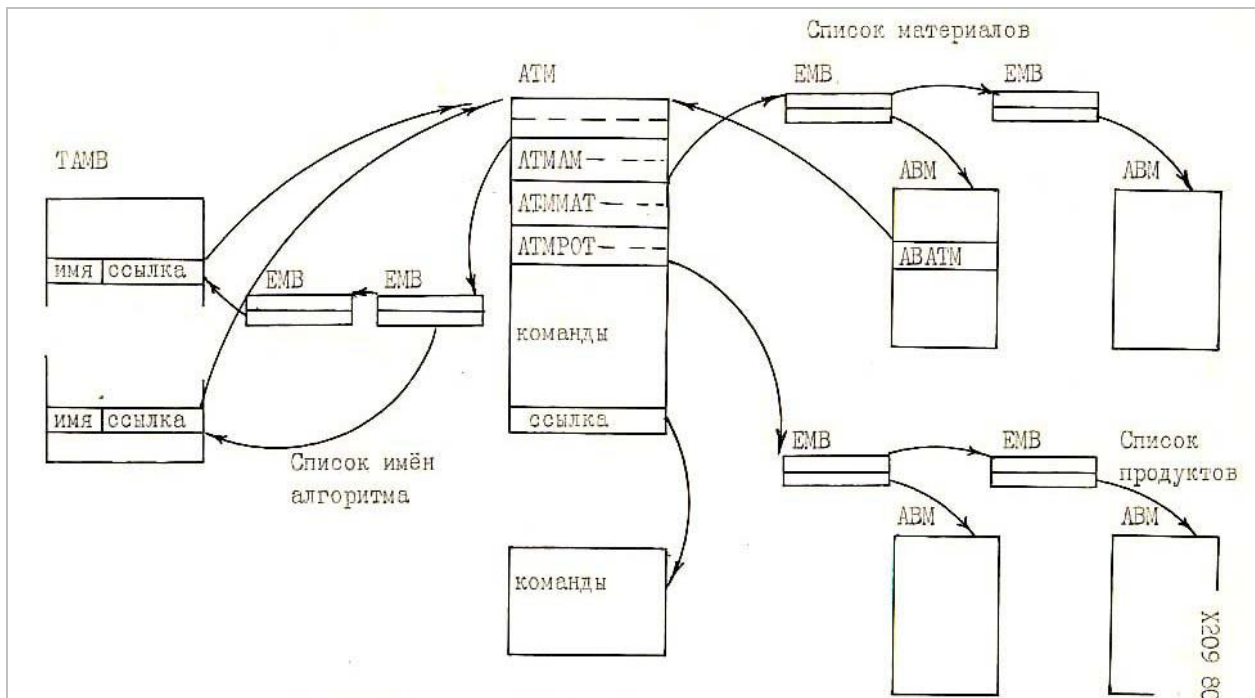 Список материалов
АТМ
ЕМВ
ЕМВ
ТАМВ
АТМАМ
АВМ
АВМ
АТММАТ
АТМРОТ
АВАТМ
имя ссылка
ЕМВ
ЕМВ
команды
имя ссылка
ссылка
Список имён
алгоритма
ЕМВ
ЕМВ
Список
продуктов
АВМ
АВМ
команды
Х209 80